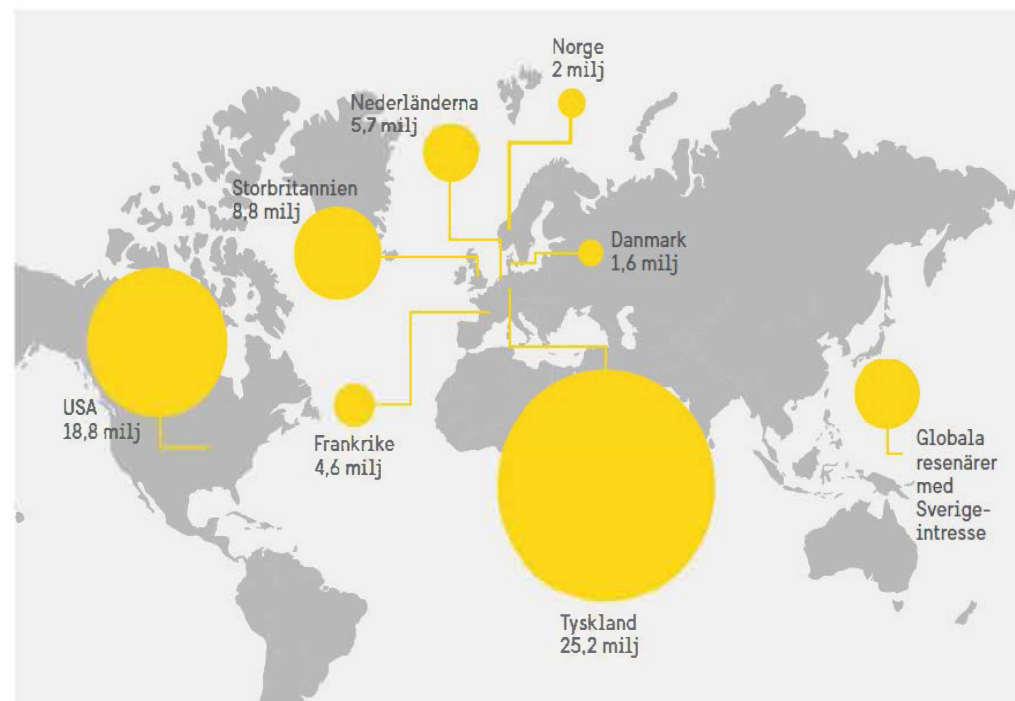 Norge
2 milj
Nederländerna
5,7 milj
Storbritannien
8,8 milj
Danmark
1,6 milj
USA
18,8 milj
Frankrike
4,6 milj
Globala
resenärer
med
Sverige-
intresse
Tyskland
25,2 milj